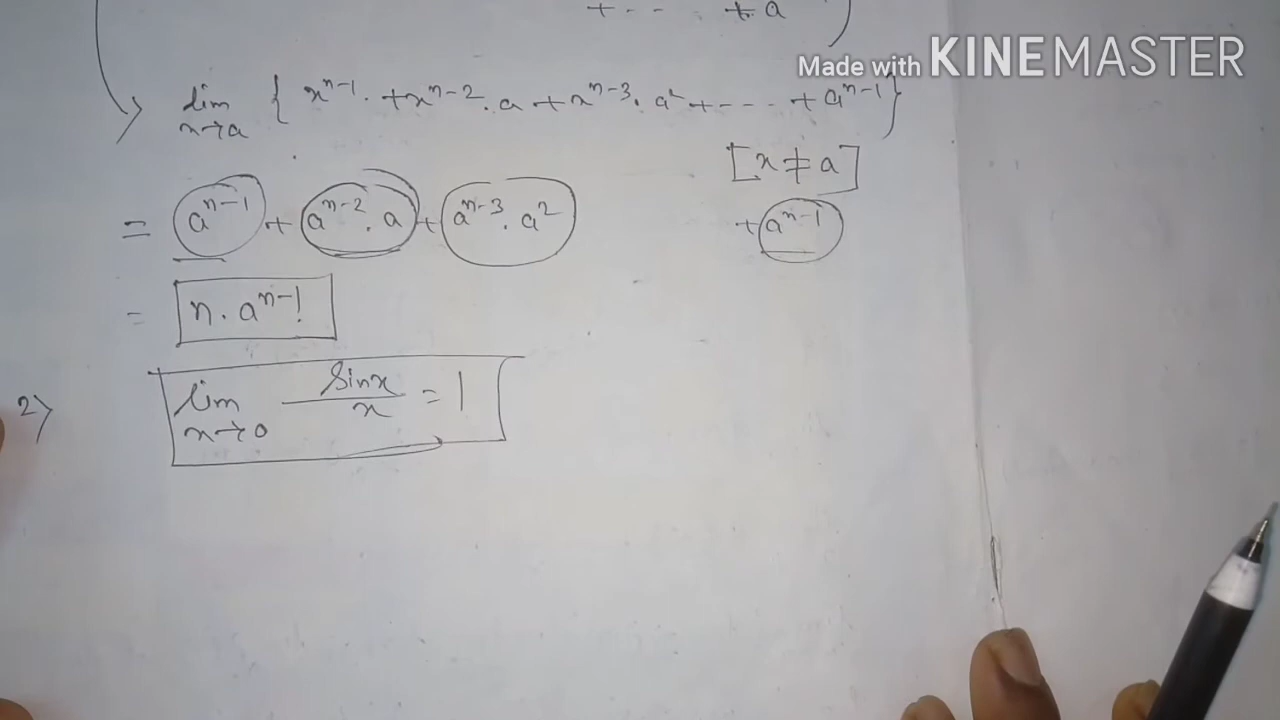 + - - . . + a
Made with KINEMASTER
lim x→a { x^{n-1}. + x^{n-2}. a + x^{n-3}. a^2 + - - - . + a^{n-1} }
[x ≠ a]
= a^{n-1} + a^{n-2}. a + a^{n-3}. a^2 + a^{n-1}
= n. a^{n-1}
2) lim x→0 sinx/x = 1